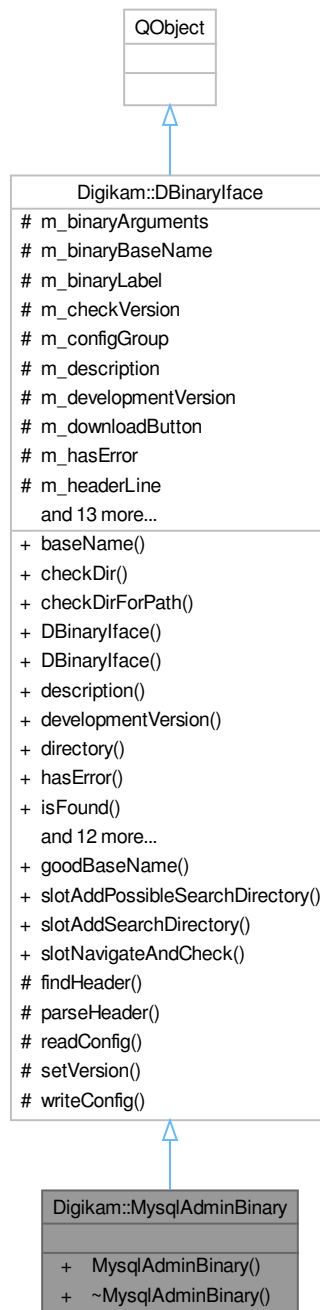 QObject
Digikam::DBinaryIface
# m_binaryArguments
# m_binaryBaseName
# m_binaryLabel
# m_checkVersion
# m_configGroup
# m_description
# m_developmentVersion
# m_downloadButton
# m_hasError
# m_headerLine
and 13 more...
+ baseName()
+ checkDir()
+ checkDirForPath()
+ DBinaryIface()
+ DBinaryIface()
+ description()
+ developmentVersion()
+ directory()
+ hasError()
+ isFound()
and 12 more...
+ goodBaseName()
+ slotAddPossibleSearchDirectory()
+ slotAddSearchDirectory()
+ slotNavigateAndCheck()
# findHeader()
# parseHeader()
# readConfig()
# setVersion()
# writeConfig()
Digikam::MysqlAdminBinary
+ MysqlAdminBinary()
+ ~MysqlAdminBinary()